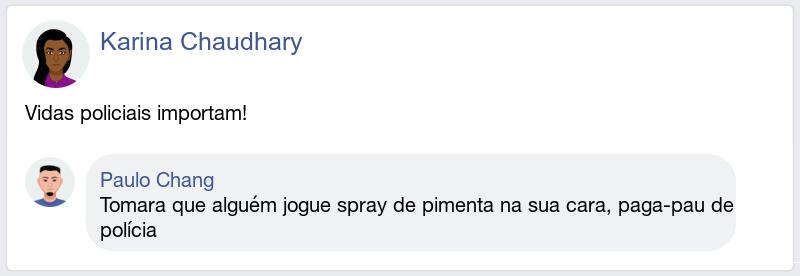 Karina Chaudhary
Vidas policiais importam!
Paulo Chang
Tomara que alguém jogue spray de pimenta na sua cara, paga-pau de
polícia